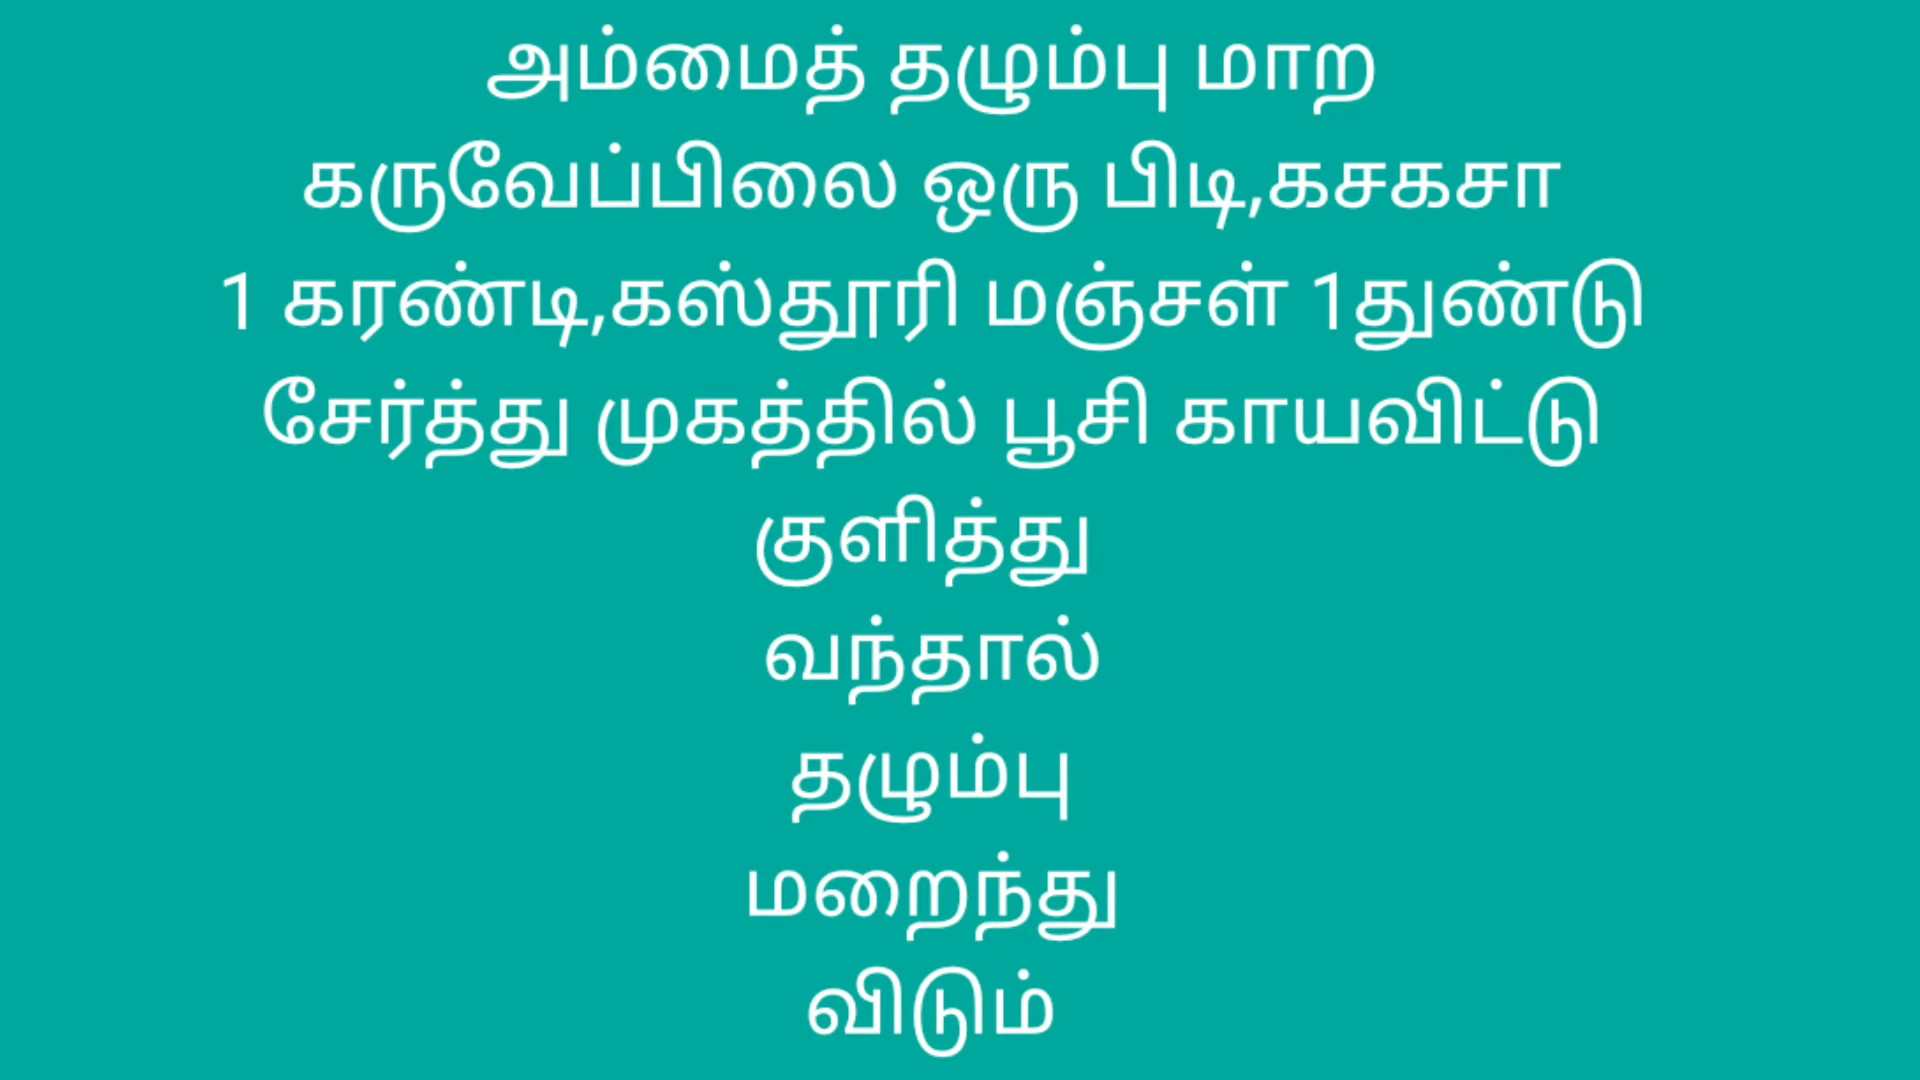 அம்மைத் தழும்பு மாற
கருவேப்பிலை ஒரு பிடி,கசகசா
1 கரண்டி,கஸ்தூரி மஞ்சள் 1துண்டு
சேர்த்து முகத்தில் பூசி காயவிட்டு
குளித்து
வந்தால்
தழும்பு
மறைந்து
விடும்